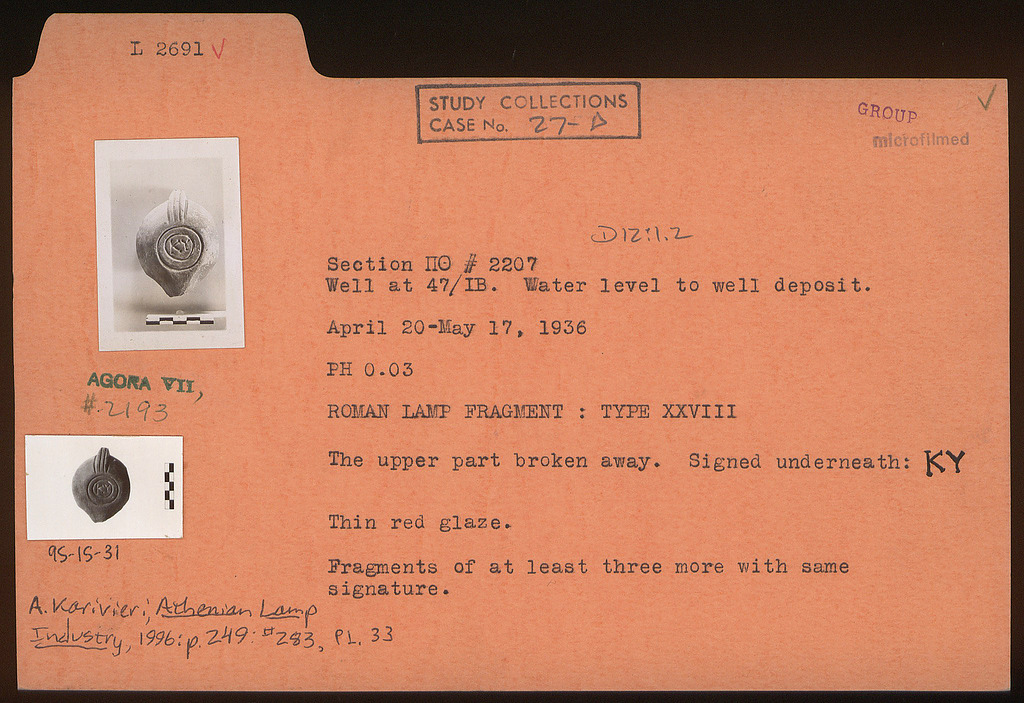 L 2691 ✓
STUDY COLLECTIONS
CASE No. 27-Δ
GROUP ✓
microfilmed
D12:1.2
Section ΠΘ # 2207
Well at 47/ΙΒ. Water level to well deposit.
April 20-May 17, 1936
PH 0.03
ROMAN LAMP FRAGMENT : TYPE XXVIII
The upper part broken away. Signed underneath: KY
Thin red glaze.
Fragments of at least three more with same
signature.
KY
AGORA VII,
#2193
KY
95-15-31
A. Karivieri, Athenian Lamp
Industry, 1996: p. 249: #283, PL. 33